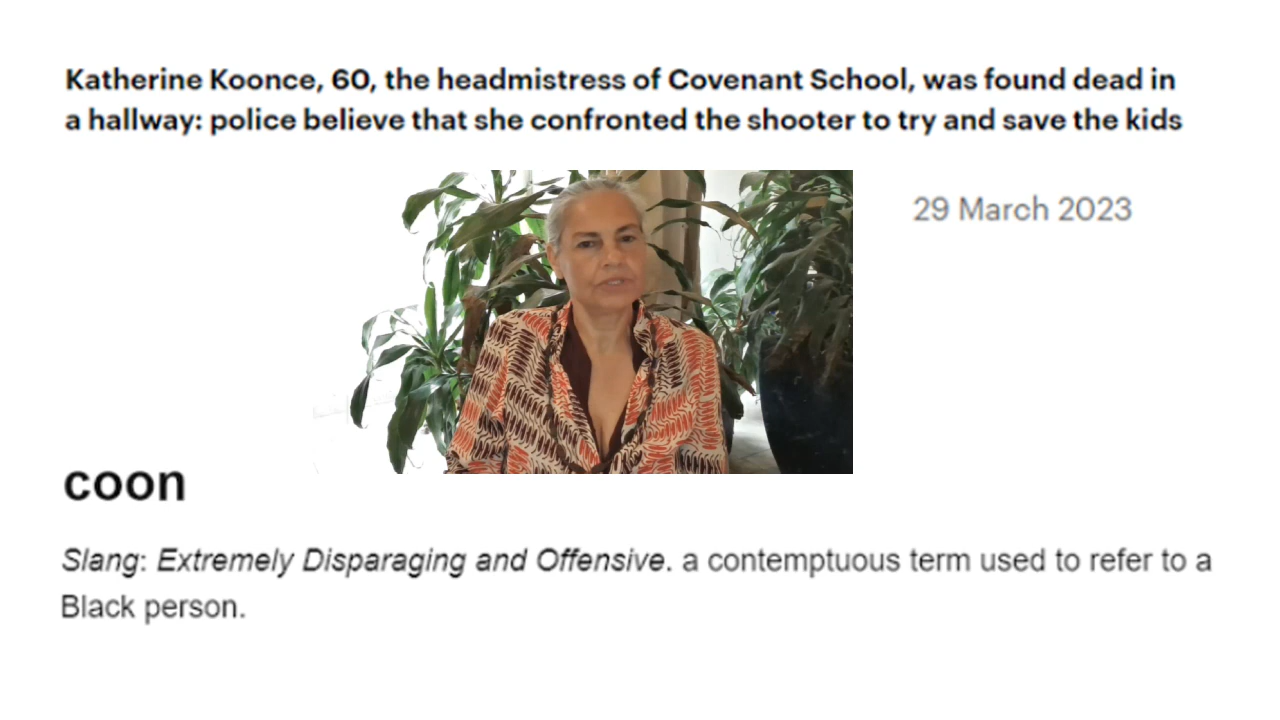 Katherine Koonce, 60, the headmistress of Covenant School, was found dead in
a hallway: police believe that she confronted the shooter to try and save the kids
29 March 2023
coon
Slang: Extremely Disparaging and Offensive. a contemptuous term used to refer to a
Black person.